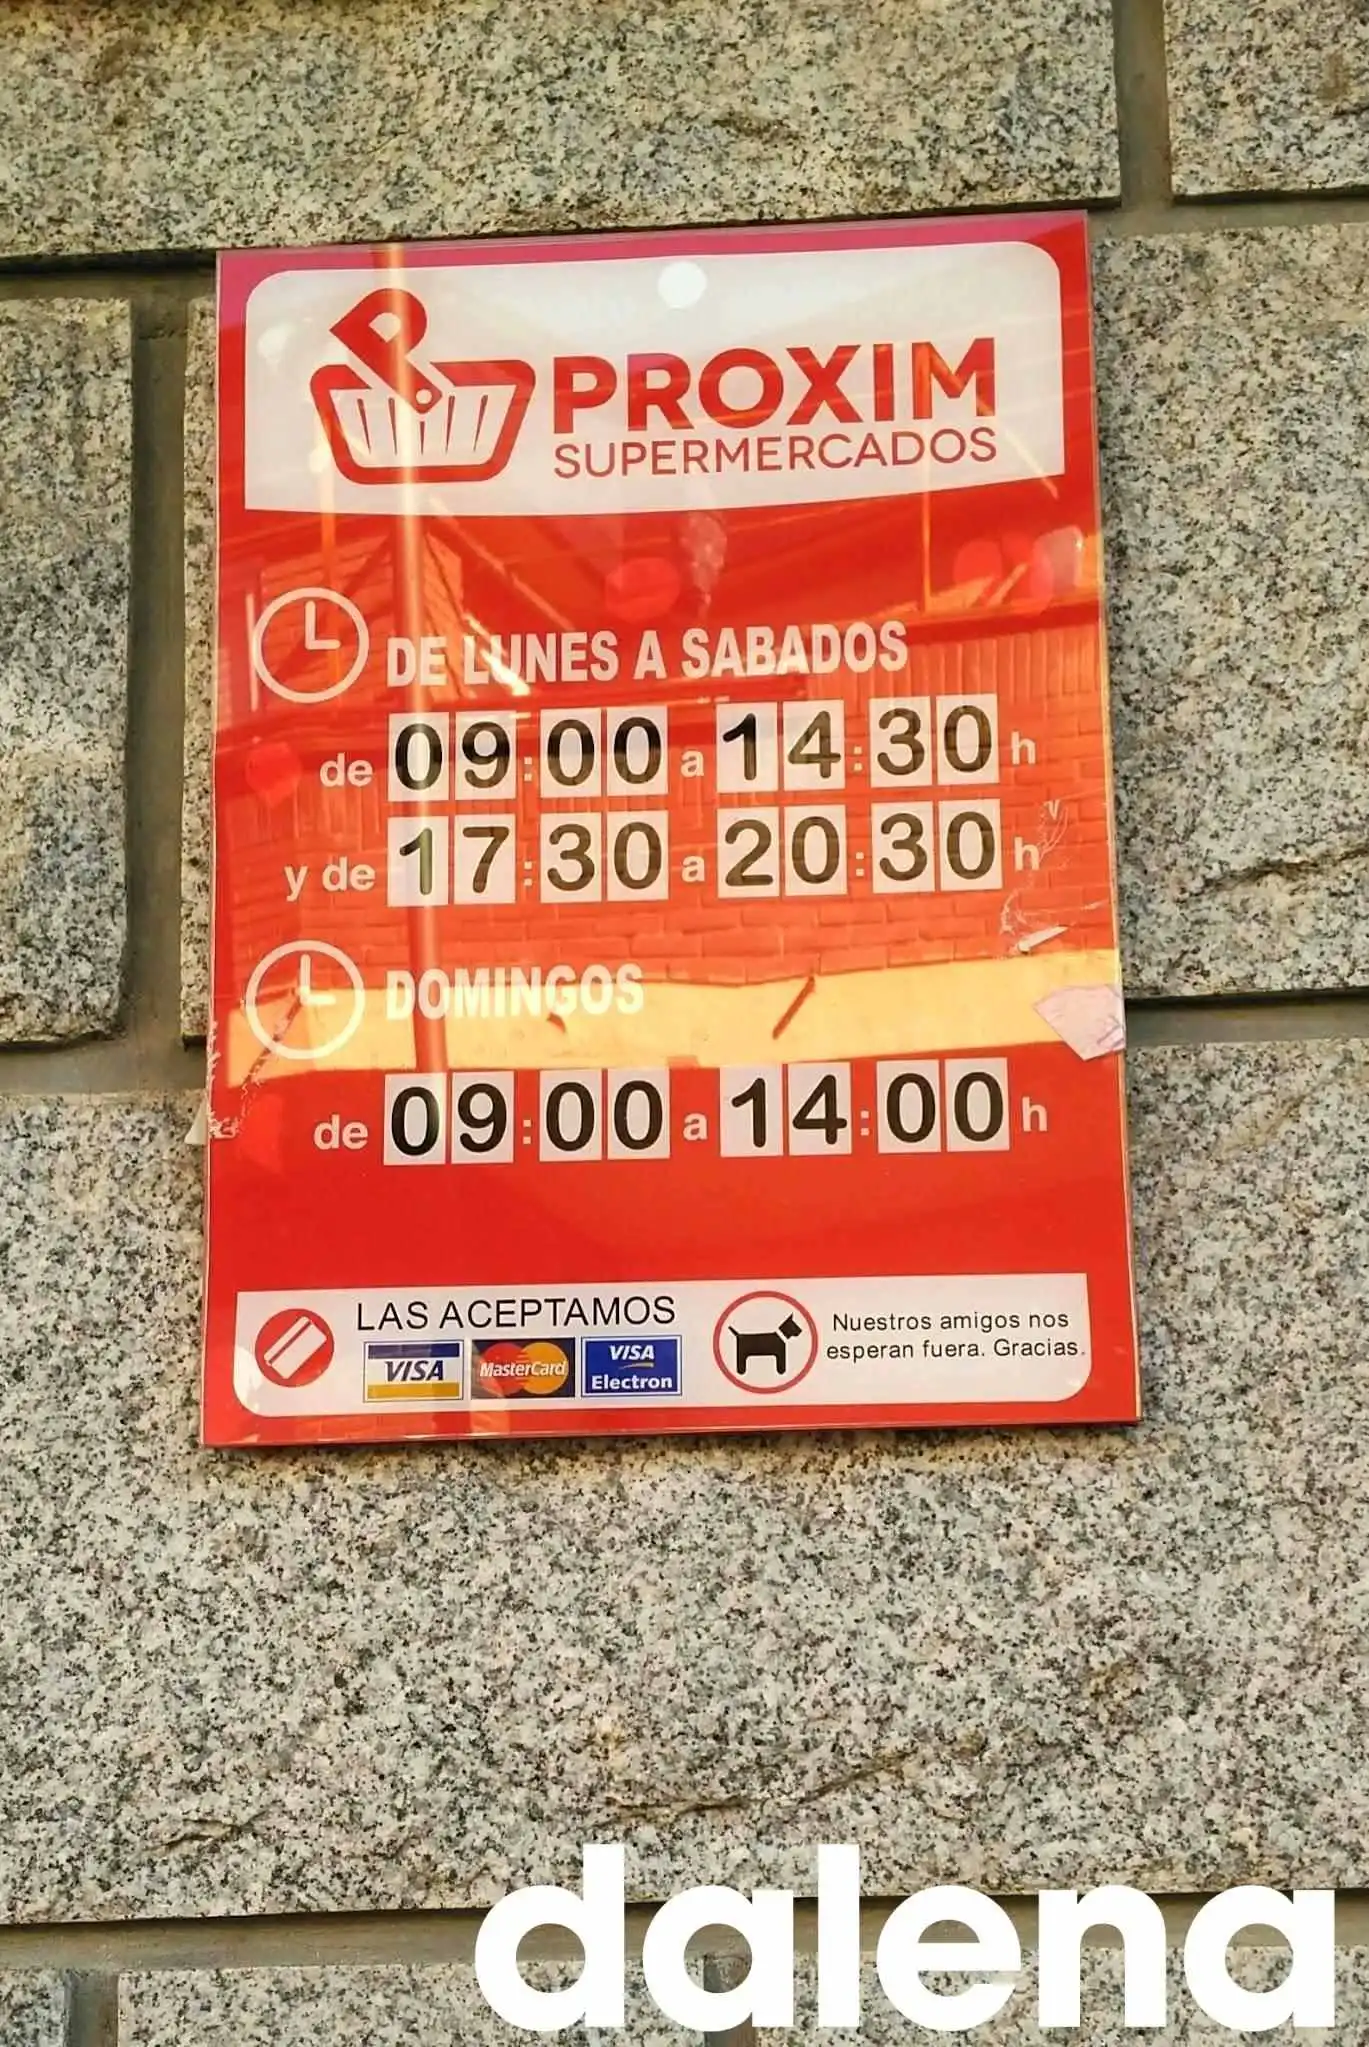 PROXIM
SUPERMERCADOS
DE LUNES A SABADOS
de 09:00 a 14:30 h
y de 17:30 a 20:30 h
DOMINGOS
de 09:00 a 14:00 h
LAS ACEPTAMOS
VISA MasterCard VISA Electron
Nuestros amigos nos
esperan fuera. Gracias.
dalena